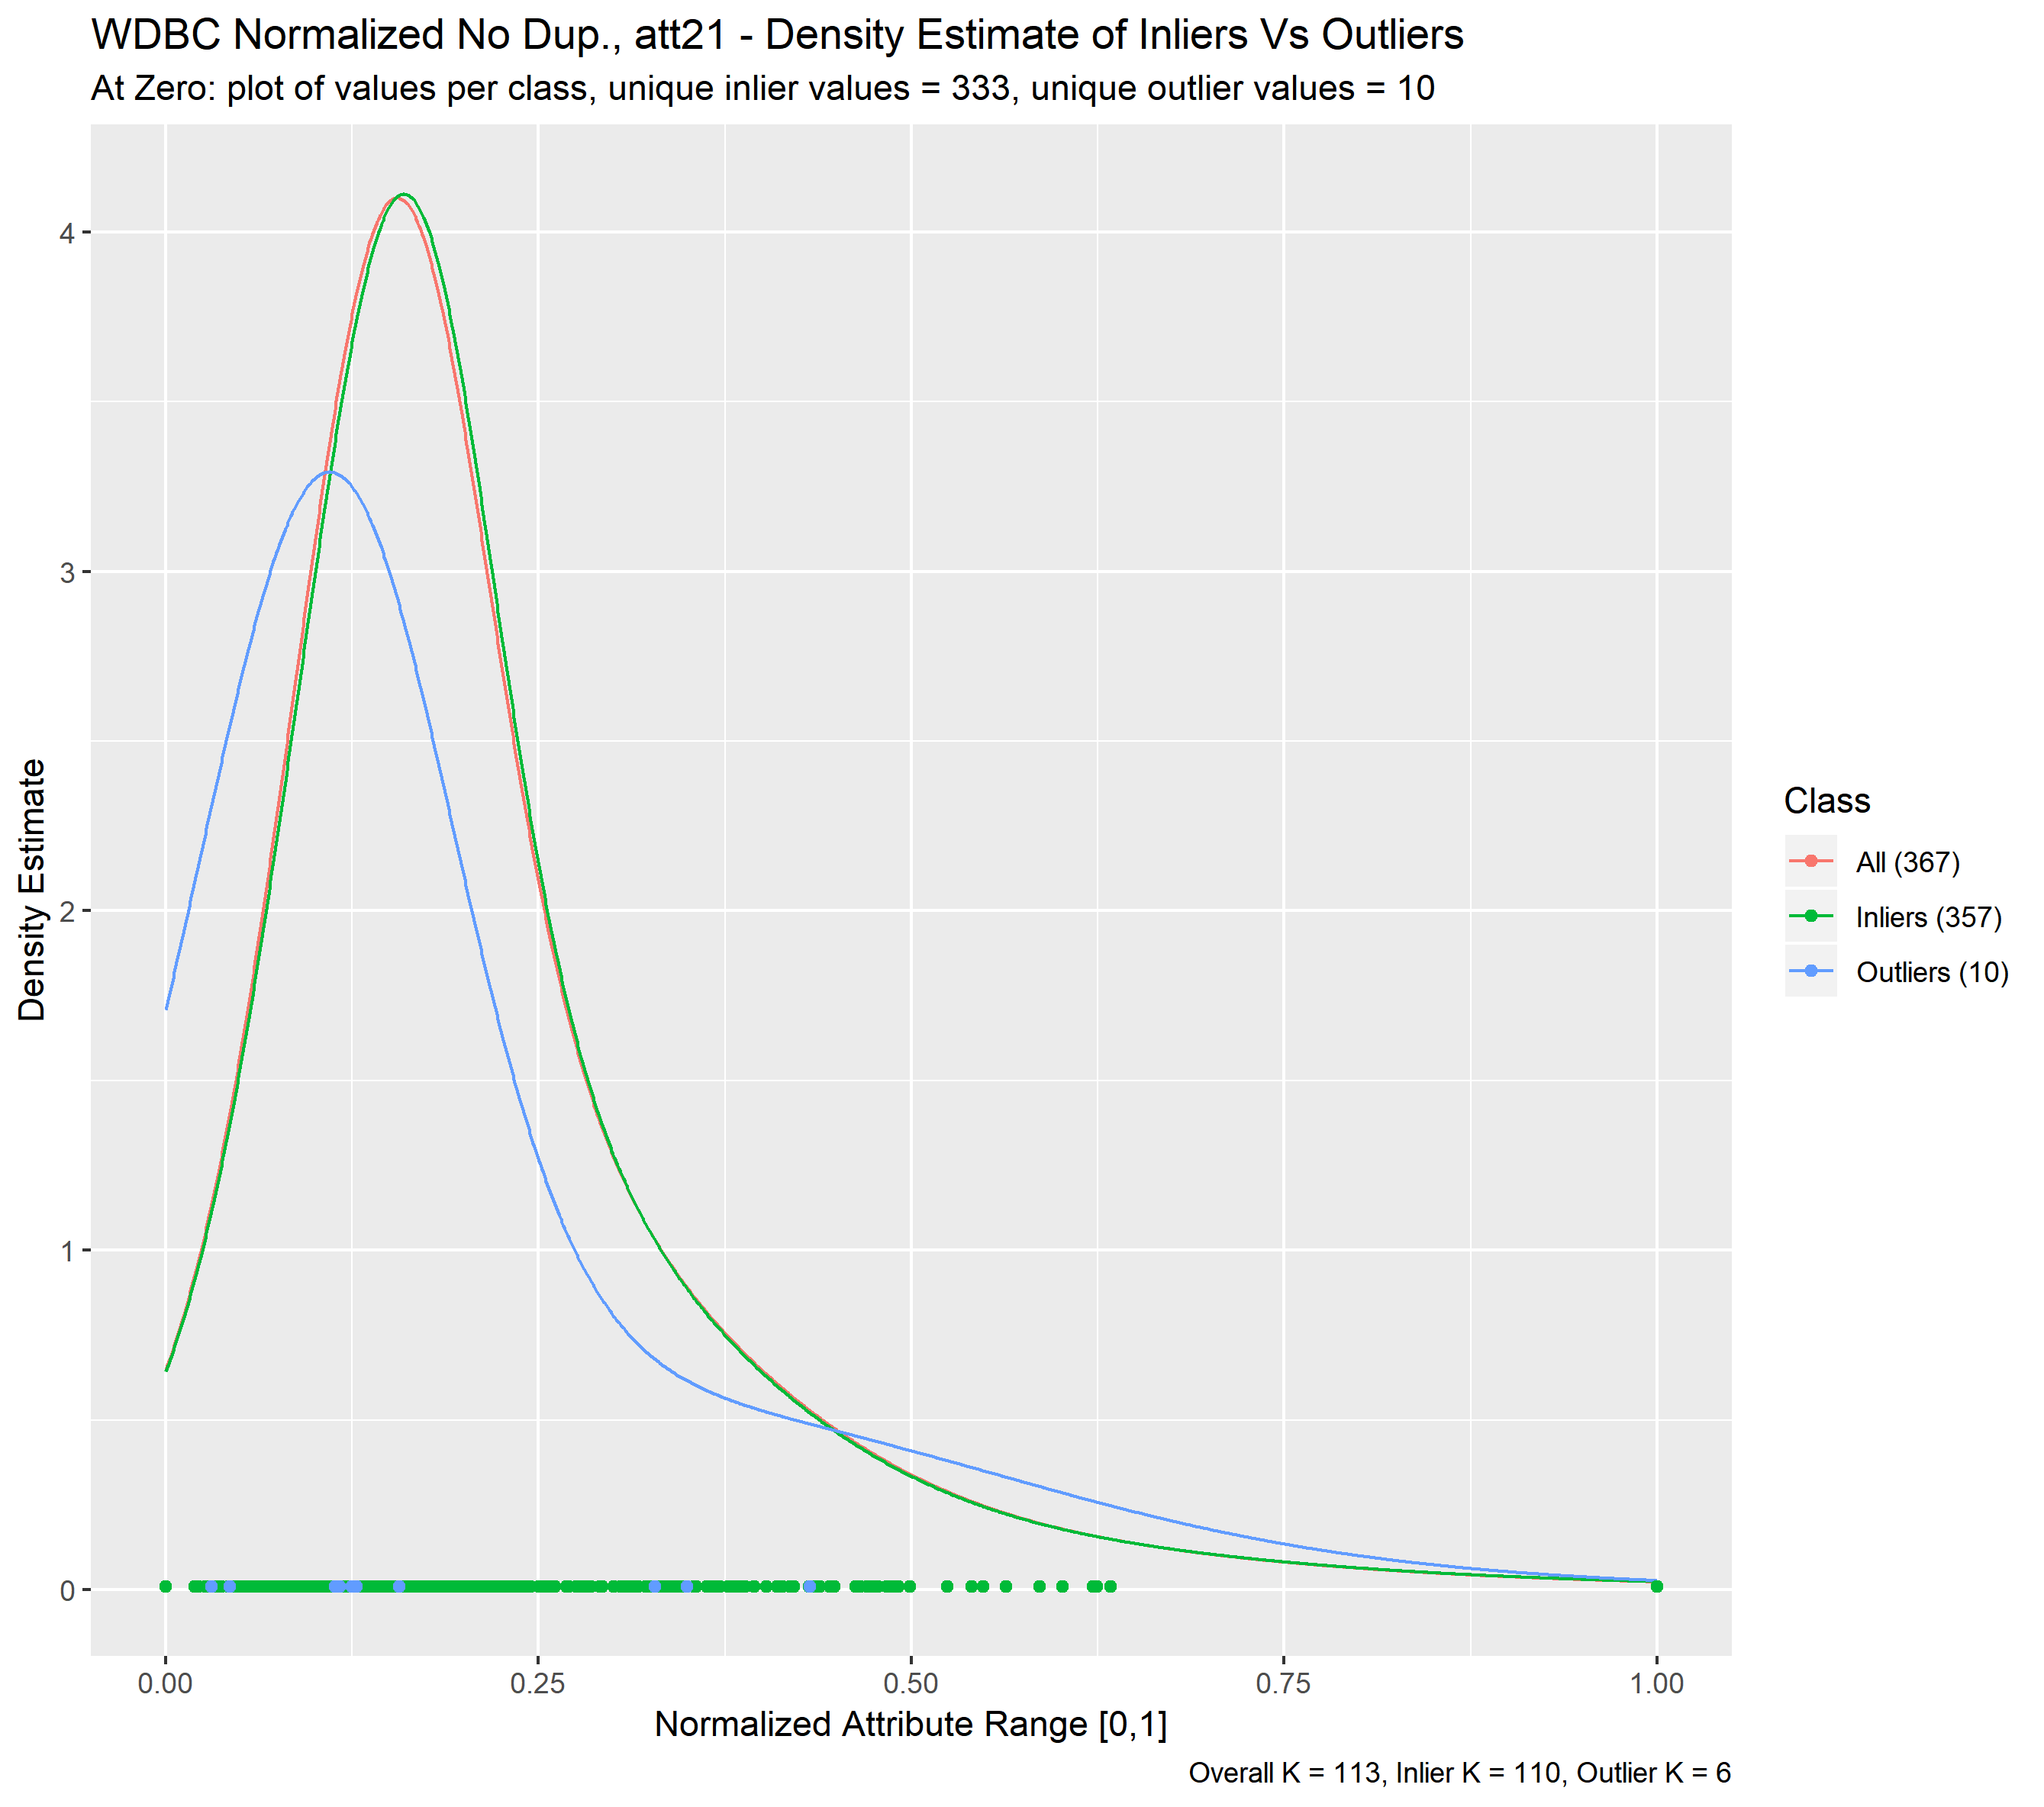 WDBC Normalized No Dup., att21 - Density Estimate of Inliers Vs Outliers
At Zero: plot of values per class, unique inlier values = 333, unique outlier values = 10
Density Estimate
4
3
2
1
0
0.00 0.25 0.50 0.75 1.00
Normalized Attribute Range [0,1]
Overall K = 113, Inlier K = 110, Outlier K = 6
Class
All (367)
Inliers (357)
Outliers (10)